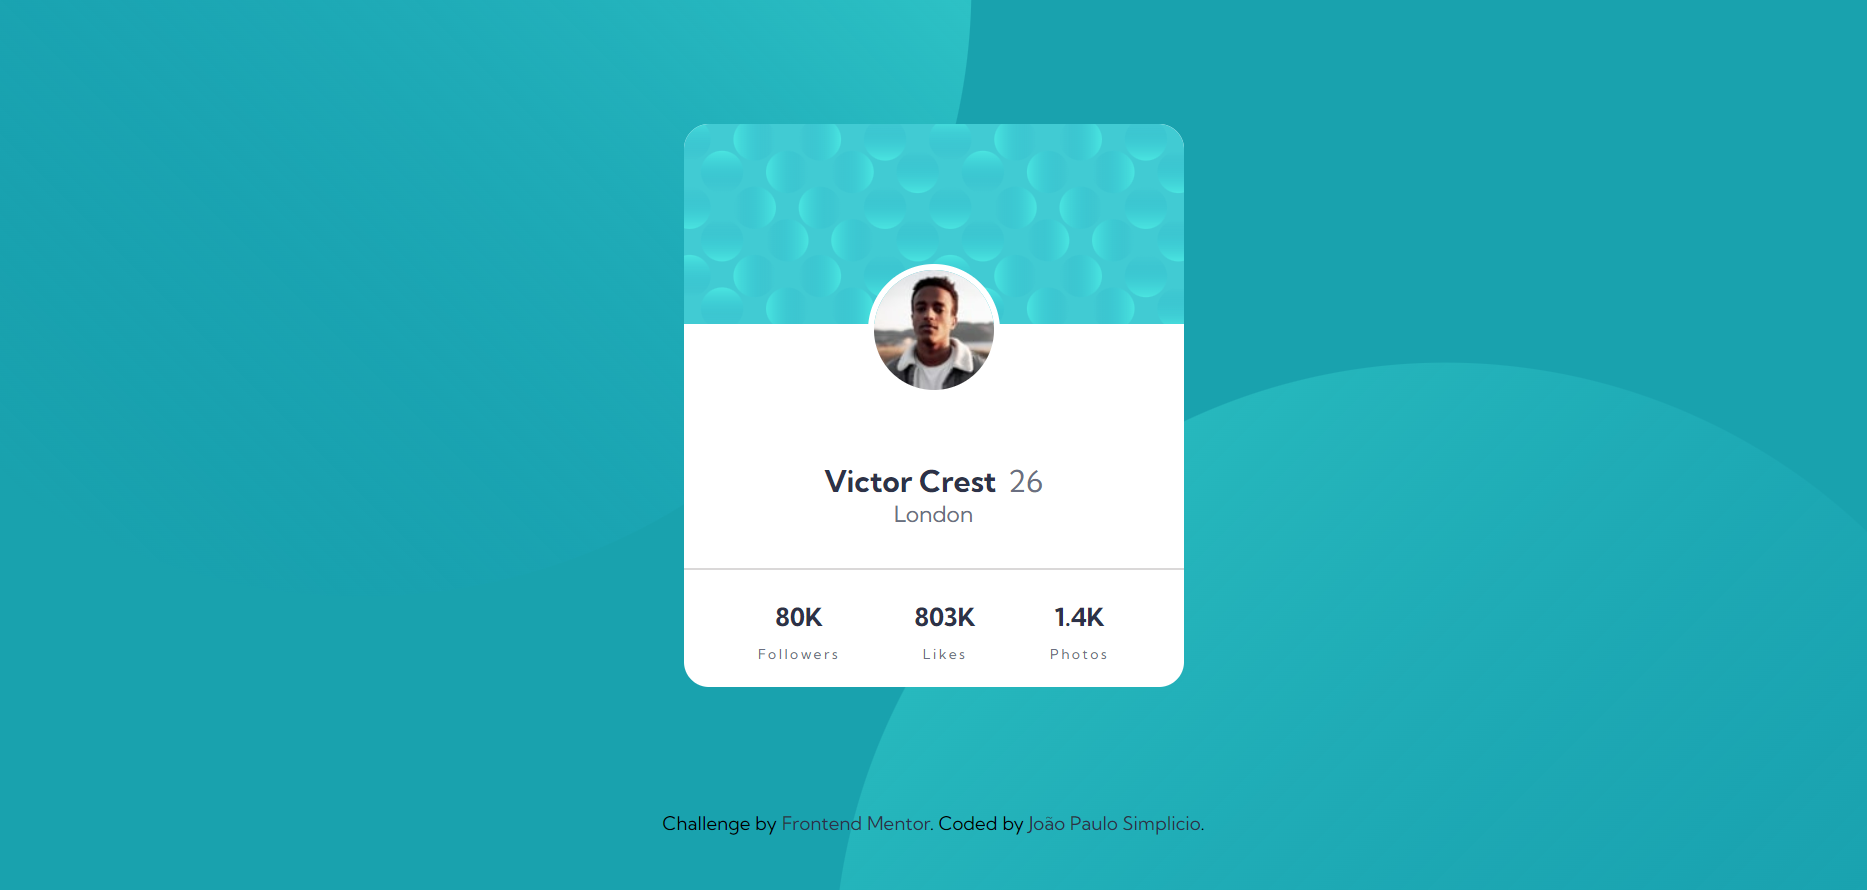 Victor Crest 26
London
80K 803K 1.4K
Followers Likes Photos
Challenge by Frontend Mentor. Coded by João Paulo Simplicio.